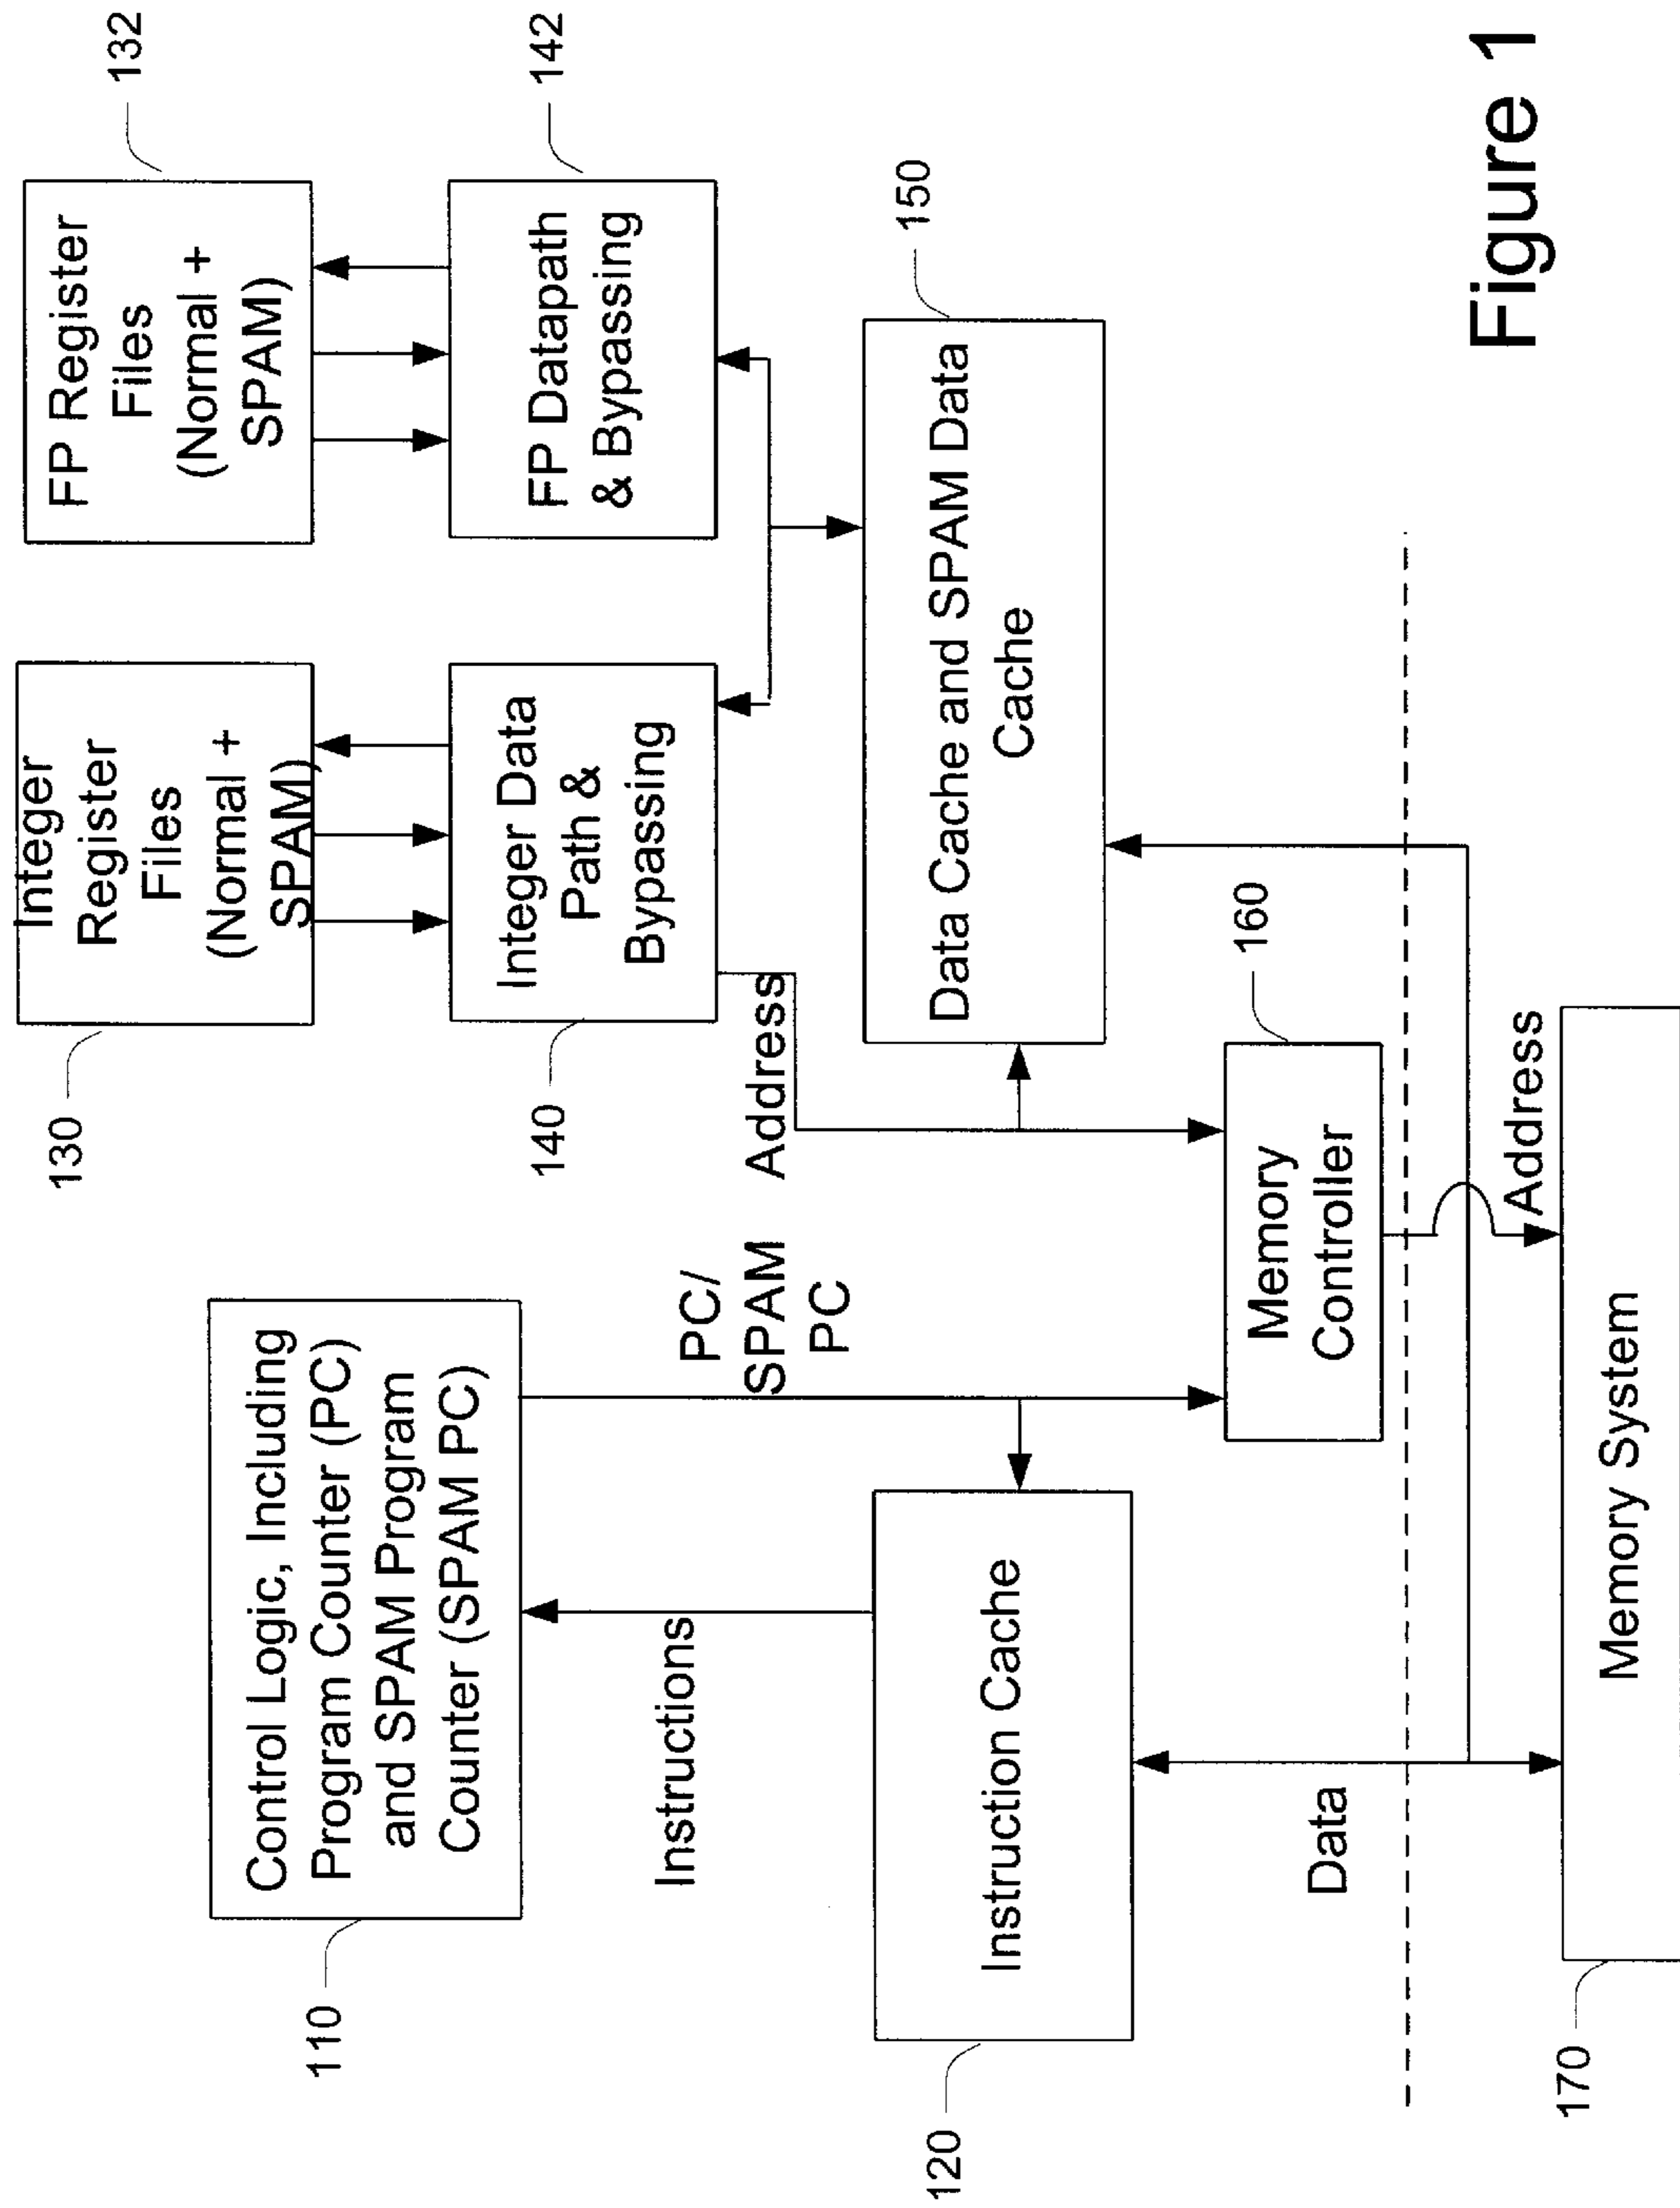 Control Logic, Including
Program Counter (PC)
and SPAM Program
Counter (SPAM PC)
110
Integer
Register
Files
(Normal +
SPAM)
130
FP Register
Files
(Normal +
SPAM)
132
Integer Data
Path &
Bypassing
140
FP Datapath
& Bypassing
142
Instructions
PC/
SPAM
PC
Address
Instruction Cache
120
Data Cache and SPAM Data
Cache
150
Memory
Controller
160
Data
Address
Memory System
170
Figure 1